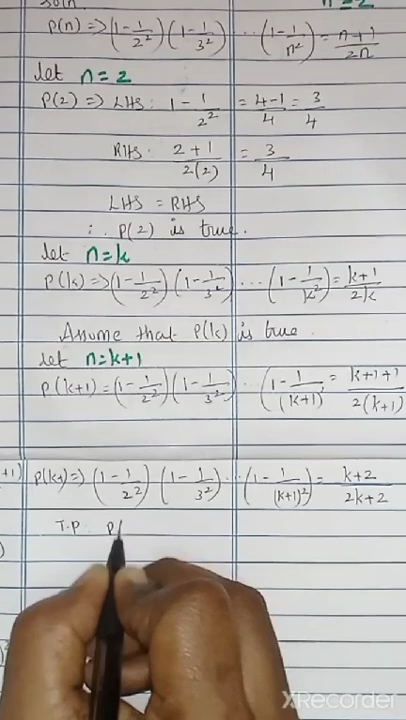 Soln n=2
P(n) => (1-1/2²)(1-1/3²) ... (1-1/n²) = n+1/2n
let n=2
P(2) => LHS: 1-1/2² = 4-1/4 = 3/4
RHS: 2+1/2(2) = 3/4
LHS = RHS
∴ P(2) is true.
let n=k
P(k) => (1-1/2²)(1-1/3²) ... (1-1/k²) = k+1/2k
Assume that P(k) is true.
let n=k+1
P(k+1) = (1-1/2²)(1-1/3²) ... (1-1/(k+1)² = k+1+1/2(k+1)
+1) P(k+1) => (1-1/2²)(1-1/3²) ... (1-1/(k+1)²) = k+2/2k+2
T.P P(
XRecorder